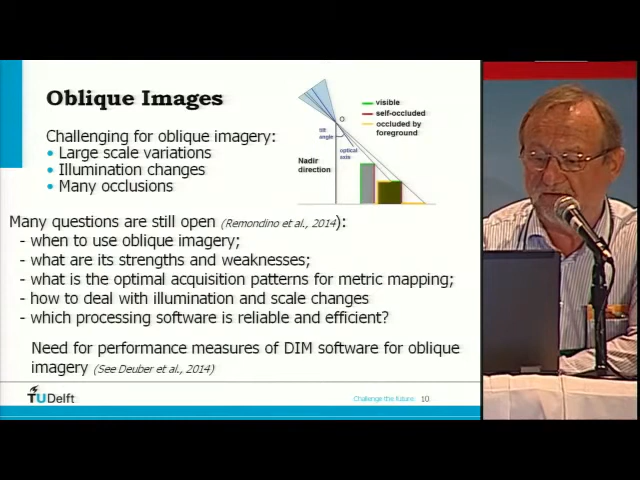 Oblique Images
Challenging for oblique imagery:
• Large scale variations
• Illumination changes
• Many occlusions
O
tilt
angle
optical
axis
Nadir
direction
visible
self-occluded
occluded by
foreground
Many questions are still open (Remondino et al., 2014):
- when to use oblique imagery;
- what are its strengths and weaknesses;
- what is the optimal acquisition patterns for metric mapping;
- how to deal with illumination and scale changes
- which processing software is reliable and efficient?
Need for performance measures of DIM software for oblique
imagery (See Deuber et al., 2014)
TUDelft
Challenge the future 10